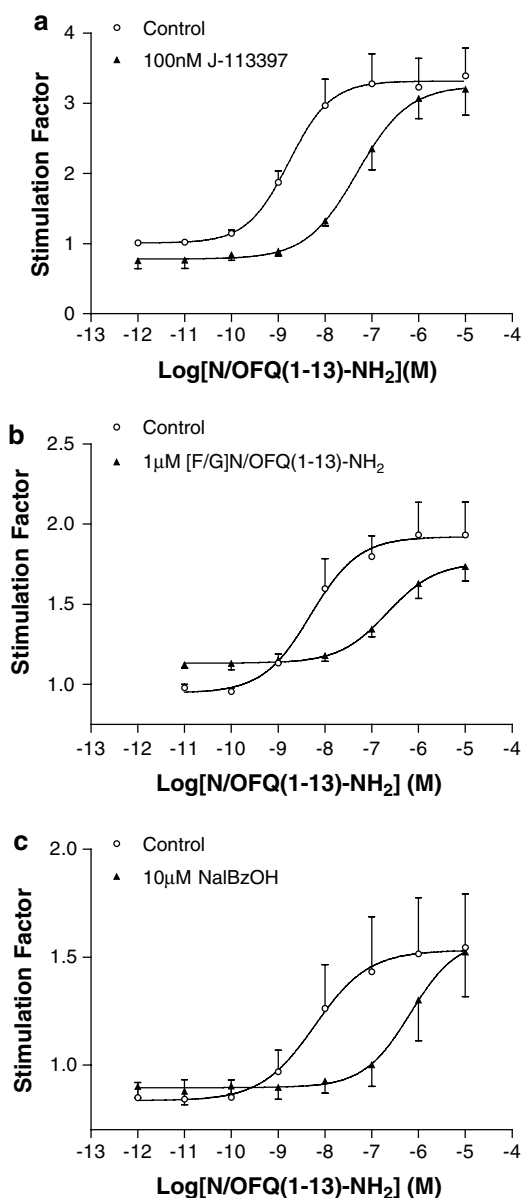 a
Control
100nM J-113397
4
3
2
1
0
Stimulation Factor
-13 -12 -11 -10 -9 -8 -7 -6 -5 -4
Log[N/OFQ(1-13)-NH2](M)
b
Control
1μM [F/G]N/OFQ(1-13)-NH2
2.5
2.0
1.5
1.0
Stimulation Factor
-13 -12 -11 -10 -9 -8 -7 -6 -5 -4
Log[N/OFQ(1-13)-NH2] (M)
c
Control
10μM NalBzOH
2.0
1.5
1.0
Stimulation Factor
-13 -12 -11 -10 -9 -8 -7 -6 -5 -4
Log[N/OFQ(1-13)-NH2] (M)